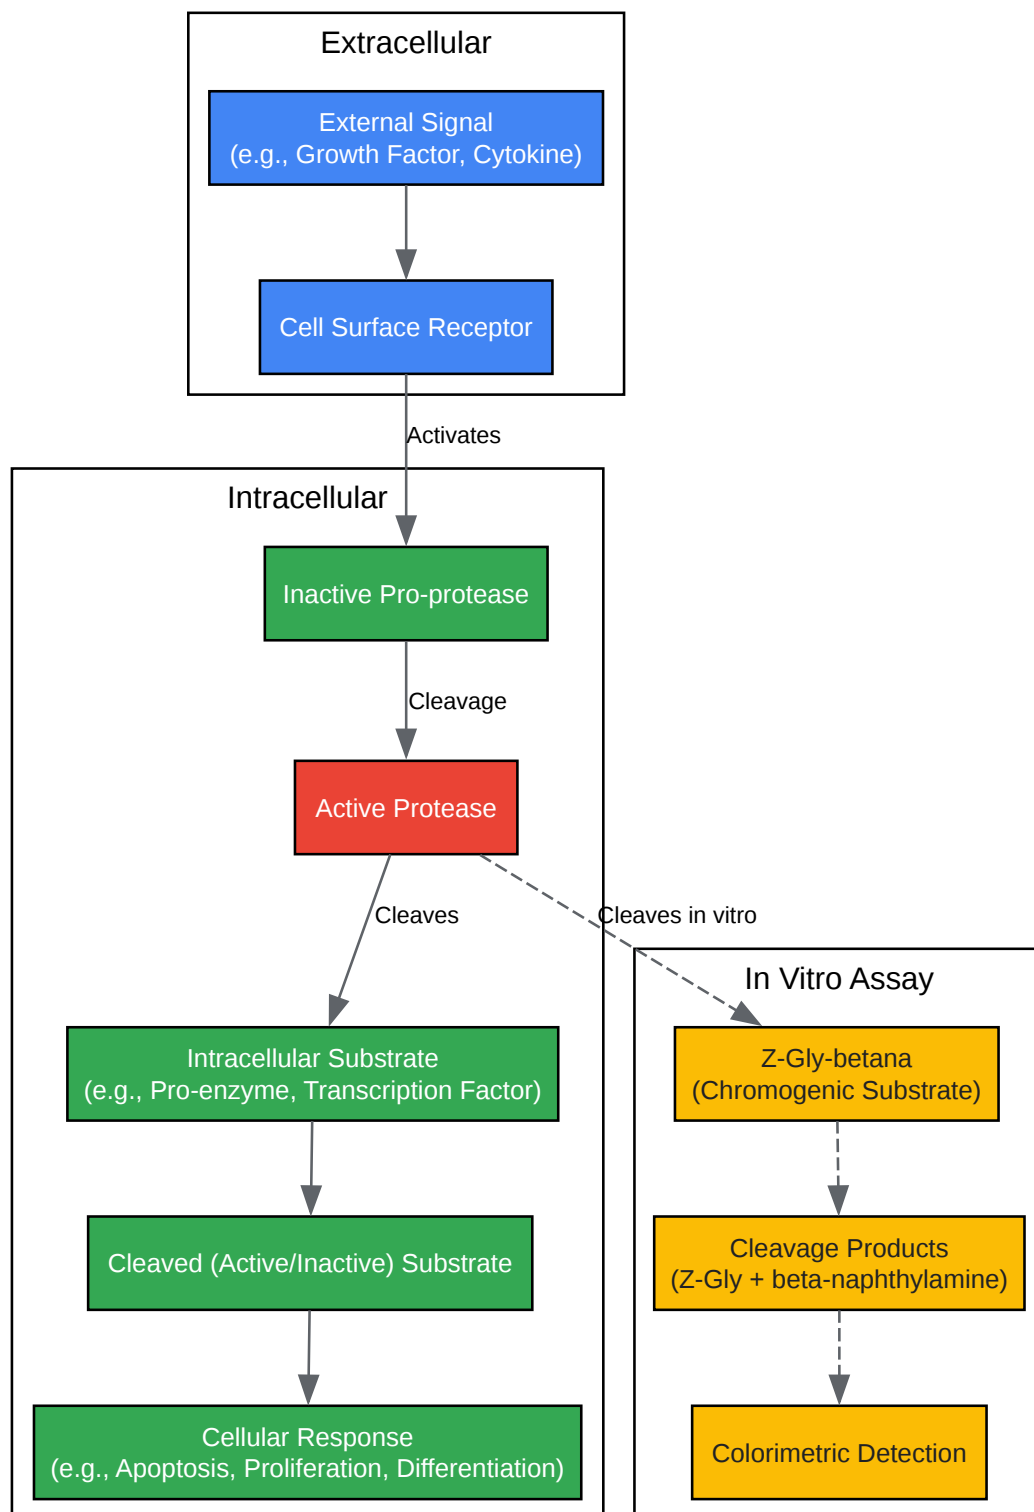 Extracellular
External Signal
(e.g., Growth Factor, Cytokine)
Cell Surface Receptor
Activates
Intracellular
Inactive Pro-protease
Cleavage
Active Protease
Cleaves
Cleaves in vitro
In Vitro Assay
Intracellular Substrate
(e.g., Pro-enzyme, Transcription Factor)
Z-Gly-betana
(Chromogenic Substrate)
Cleaved (Active/Inactive) Substrate
Cleavage Products
(Z-Gly + beta-naphthylamine)
Cellular Response
(e.g., Apoptosis, Proliferation, Differentiation)
Colorimetric Detection